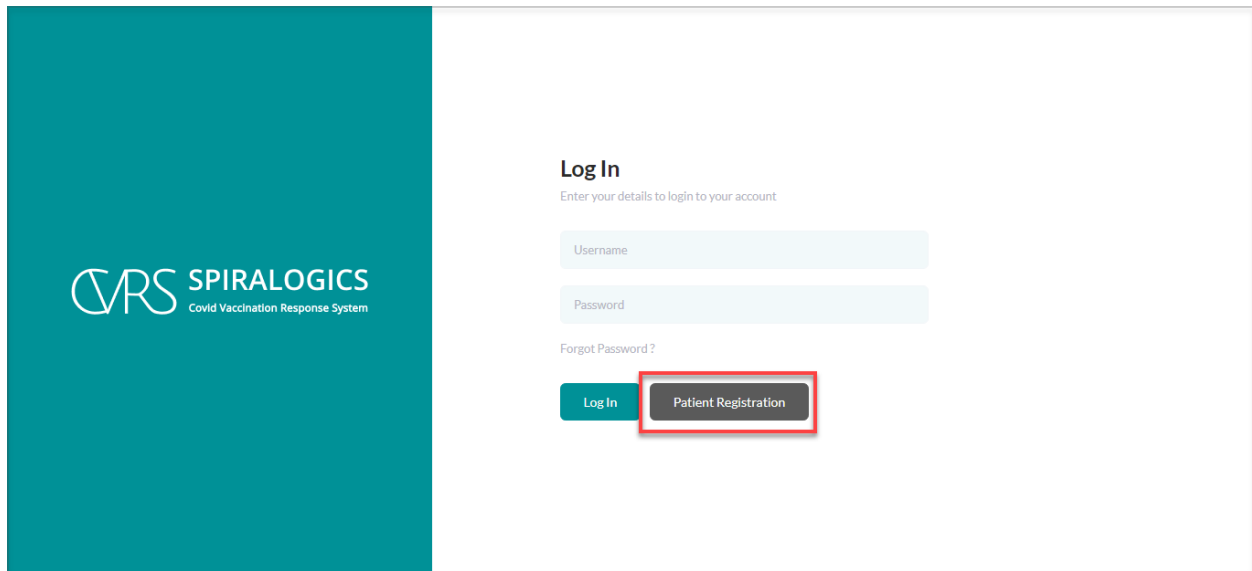 CVRS SPIRALOGICS
Covid Vaccination Response System
Log In
Enter your details to login to your account
Username
Password
Forgot Password ?
Log In
Patient Registration